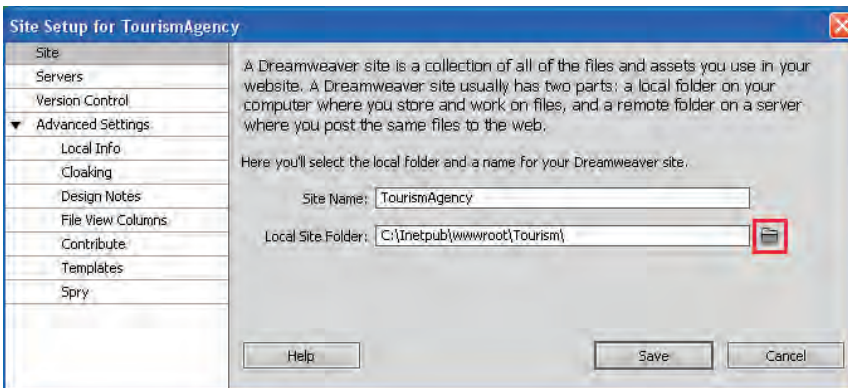 Site Setup for TourismAgency
Site
Servers
Version Control
Advanced Settings
Local Info
Cloaking
Design Notes
File View Columns
Contribute
Templates
Spry
A Dreamweaver site is a collection of all of the files and assets you use in your
website. A Dreamweaver site usually has two parts: a local folder on your
computer where you store and work on files, and a remote folder on a server
where you post the same files to the web.
Here you'll select the local folder and a name for your Dreamweaver site.
Site Name: TourismAgency
Local Site Folder: C:\Inetpub\wwwroot\Tourism\
Help Save Cancel